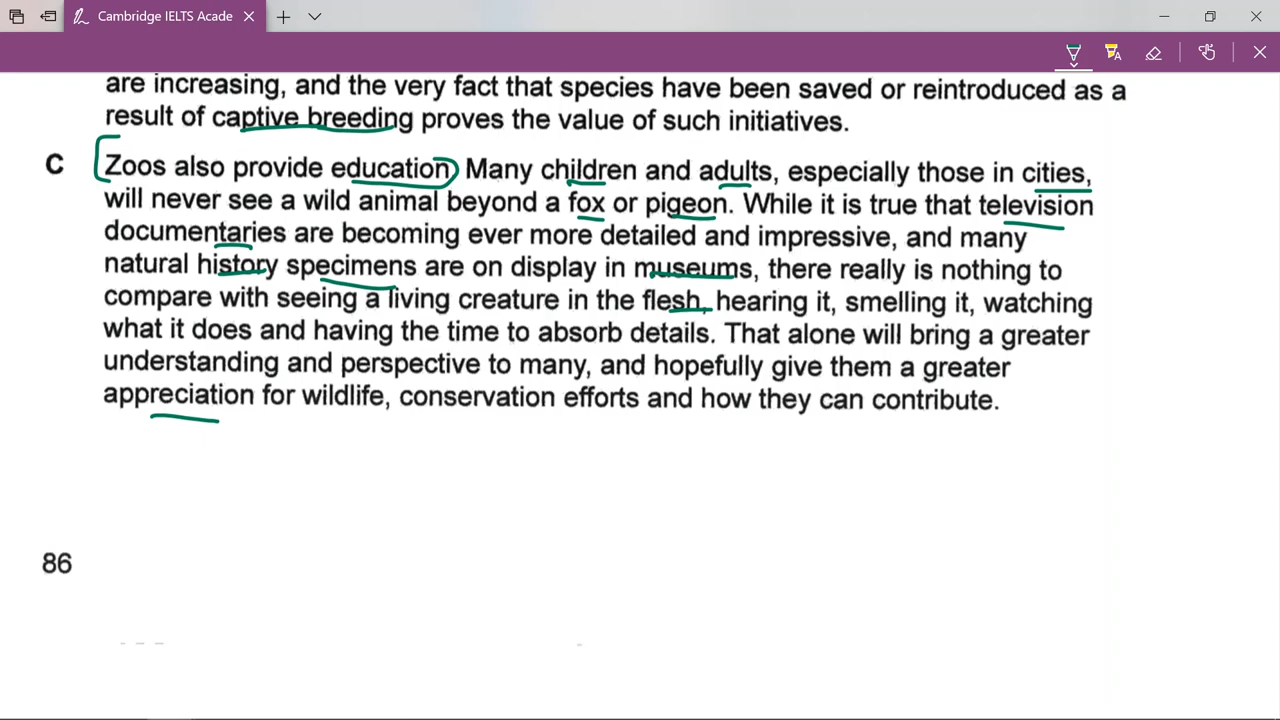 Cambridge IELTS Acade
are increasing, and the very fact that species have been saved or reintroduced as a
result of captive breeding proves the value of such initiatives.
C Zoos also provide education Many children and adults, especially those in cities,
will never see a wild animal beyond a fox or pigeon. While it is true that television
documentaries are becoming ever more detailed and impressive, and many
natural history specimens are on display in museums, there really is nothing to
compare with seeing a living creature in the flesh, hearing it, smelling it, watching
what it does and having the time to absorb details. That alone will bring a greater
understanding and perspective to many, and hopefully give them a greater
appreciation for wildlife, conservation efforts and how they can contribute.
86